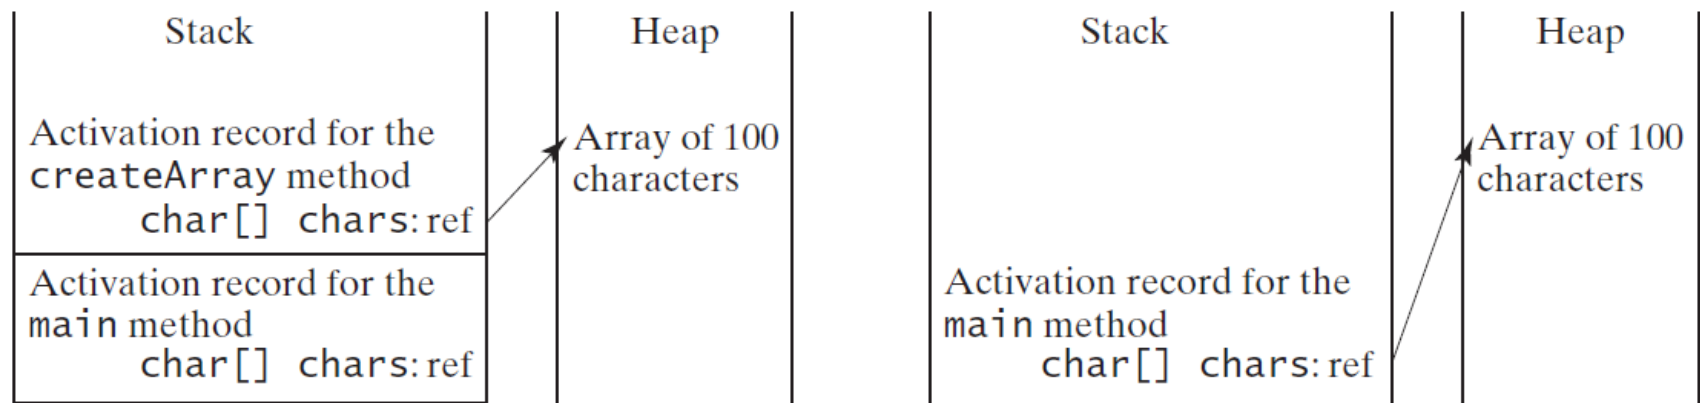 Stack
Heap
Activation record for the
createArray method
char[] chars: ref
Array of 100
characters
Activation record for the
main method
char[] chars: ref
Stack
Heap
Array of 100
characters
Activation record for the
main method
char[] chars: ref